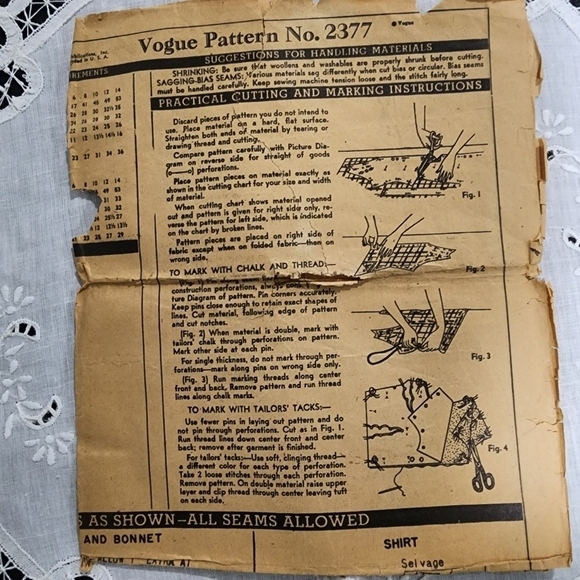 Vogue Pattern No. 2377
Vogue
Publications, Inc.
U. S. A.
SUGGESTIONS FOR HANDLING MATERIALS
SHRINKING: Be sure that woolens and washables are properly shrunk before cutting.
SAGGING BIAS SEAMS: Various materials sag differently when cut bias or circular. Bias seams
must be handled carefully. Keep sewing machine tension loose and the stitch fairly long.
PRACTICAL CUTTING AND MARKING INSTRUCTIONS
Discard pieces of pattern you do not intend to
use. Place material on a hard, flat surface.
Straighten both ends of material by tearing or
drawing thread and cutting.
Compare pattern carefully with Picture Dia-
gram on reverse side for straight of goods
(o——o) perforations.
Place pattern pieces on material exactly as
shown in the cutting chart for your size and width
of material.
When cutting chart shows material opened
out and pattern is given for right side only, re-
verse the pattern for left side, which is indicated
on the chart by broken lines.
Pattern pieces are placed on right side of
fabric except when on folded fabric—then on
wrong side.
TO MARK WITH CHALK AND THREAD:—
construction perforations,
ture Diagram of pattern. Pin corners accurately.
Keep pins close enough to retain exact shapes of
lines. Cut material, following edge of pattern
and cut notches.
(Fig. 2) When material is double, mark with
tailors' chalk through perforations on pattern.
Mark other side at each pin.
For single thickness, do not mark through per-
forations—mark along pins on wrong side only.
(Fig. 3) Run marking threads along center
front and back. Remove pattern and run thread
lines along chalk marks.
TO MARK WITH TAILORS' TACKS:—
Use fewer pins in laying out pattern and do
not pin through perforations. Cut as in Fig. 1.
Run thread lines down center front and center
back; remove after garment is finished.
For tailors' tacks:—Use soft, clinging thread—
a different color for each type of perforation.
Take 2 loose stitches through each perforation.
Remove pattern. On double material raise upper
layer and clip thread through center leaving tuft
on each side.
Fig. 1
Fig. 2
Fig. 3
Fig. 4
AS SHOWN—ALL SEAMS ALLOWED
AND BONNET
SHIRT
Selvage